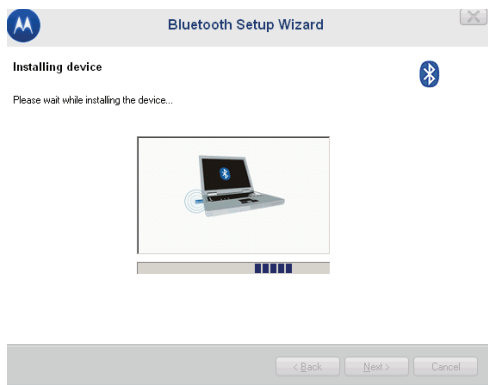 Bluetooth Setup Wizard
Installing device
Please wait while installing the device...
< Back
Next >
Cancel